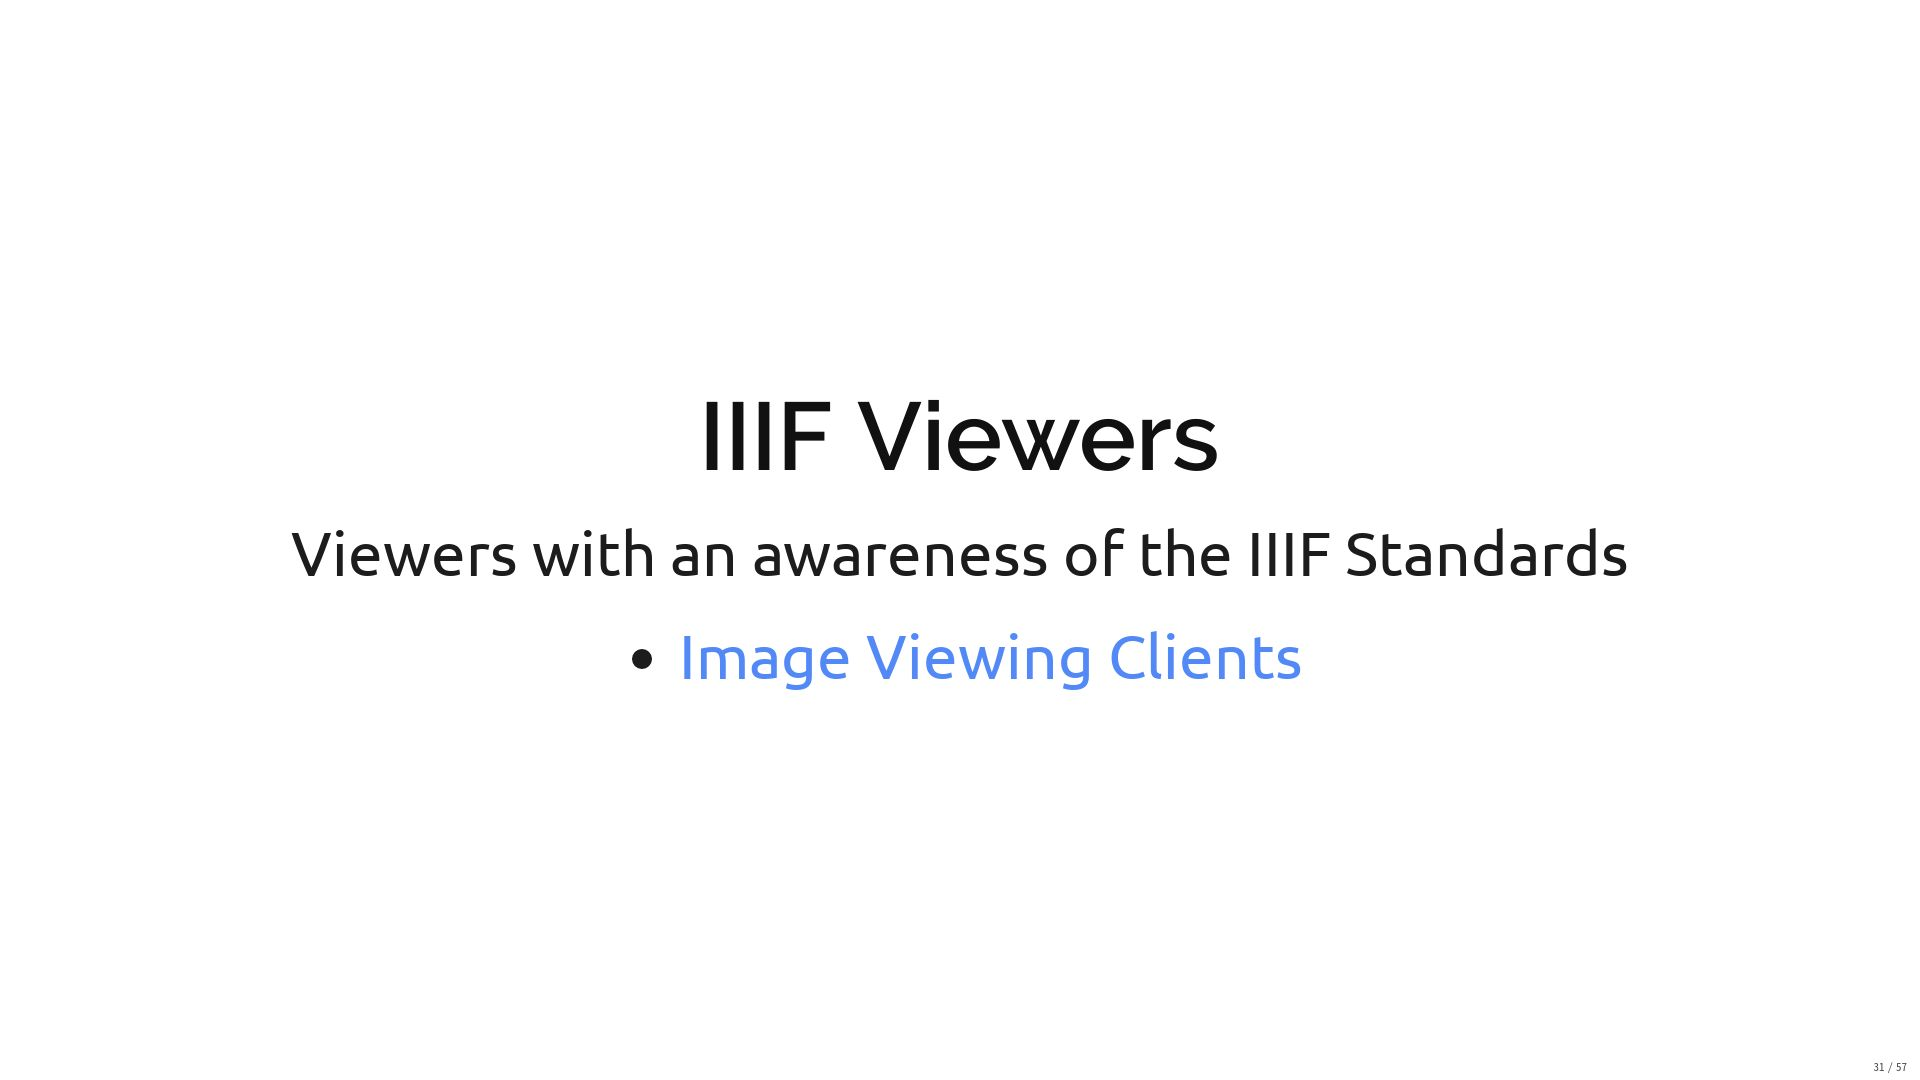 IIIF Viewers
Viewers with an awareness of the IIIF Standards
• Image Viewing Clients
31 / 57